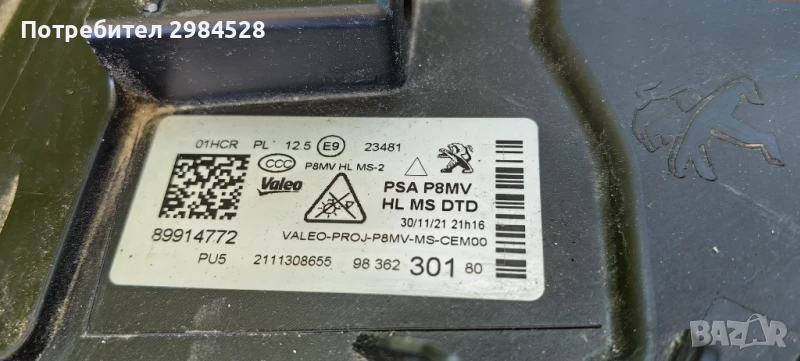 Потребител 2984528
01HCR PL 12.5 E9 23481
CCC P8MV HL MS-2
Valeo PSA P8MV
HL MS DTD
30/11/21 21h16
89914772 VALEO-PROJ-P8MV-MS-CEM00
PU5 2111308655 98 362 301 80
BAZAR